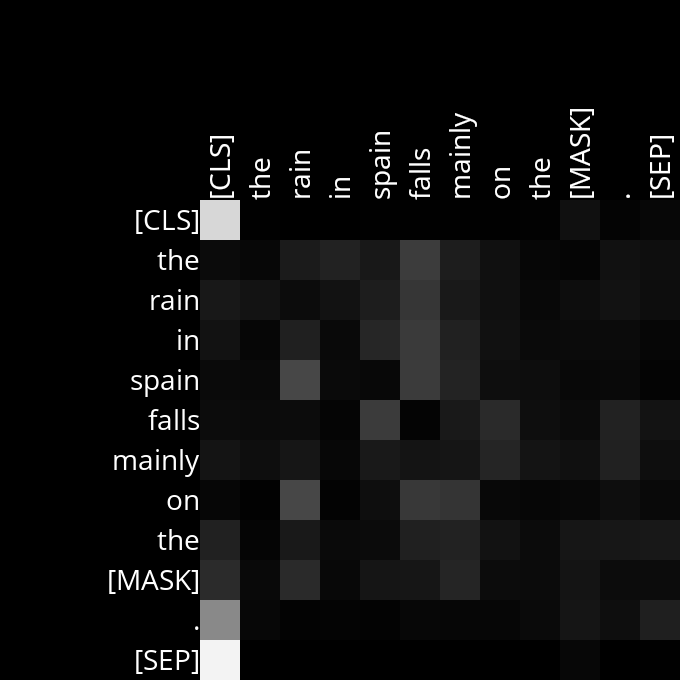 [CLS] the rain in spain falls mainly on the [MASK] . [SEP]
[CLS]
the
rain
in
spain
falls
mainly
on
the
[MASK]
.
[SEP]